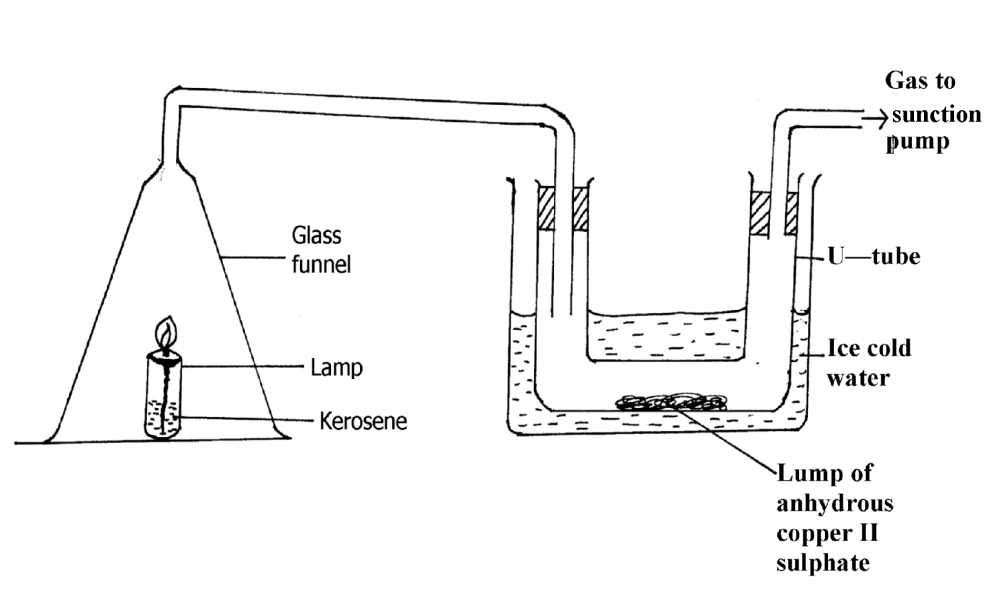 Gas to
sunction
pump
Glass
funnel
U—tube
Lamp
Ice cold
water
Kerosene
Lump of
anhydrous
copper II
sulphate